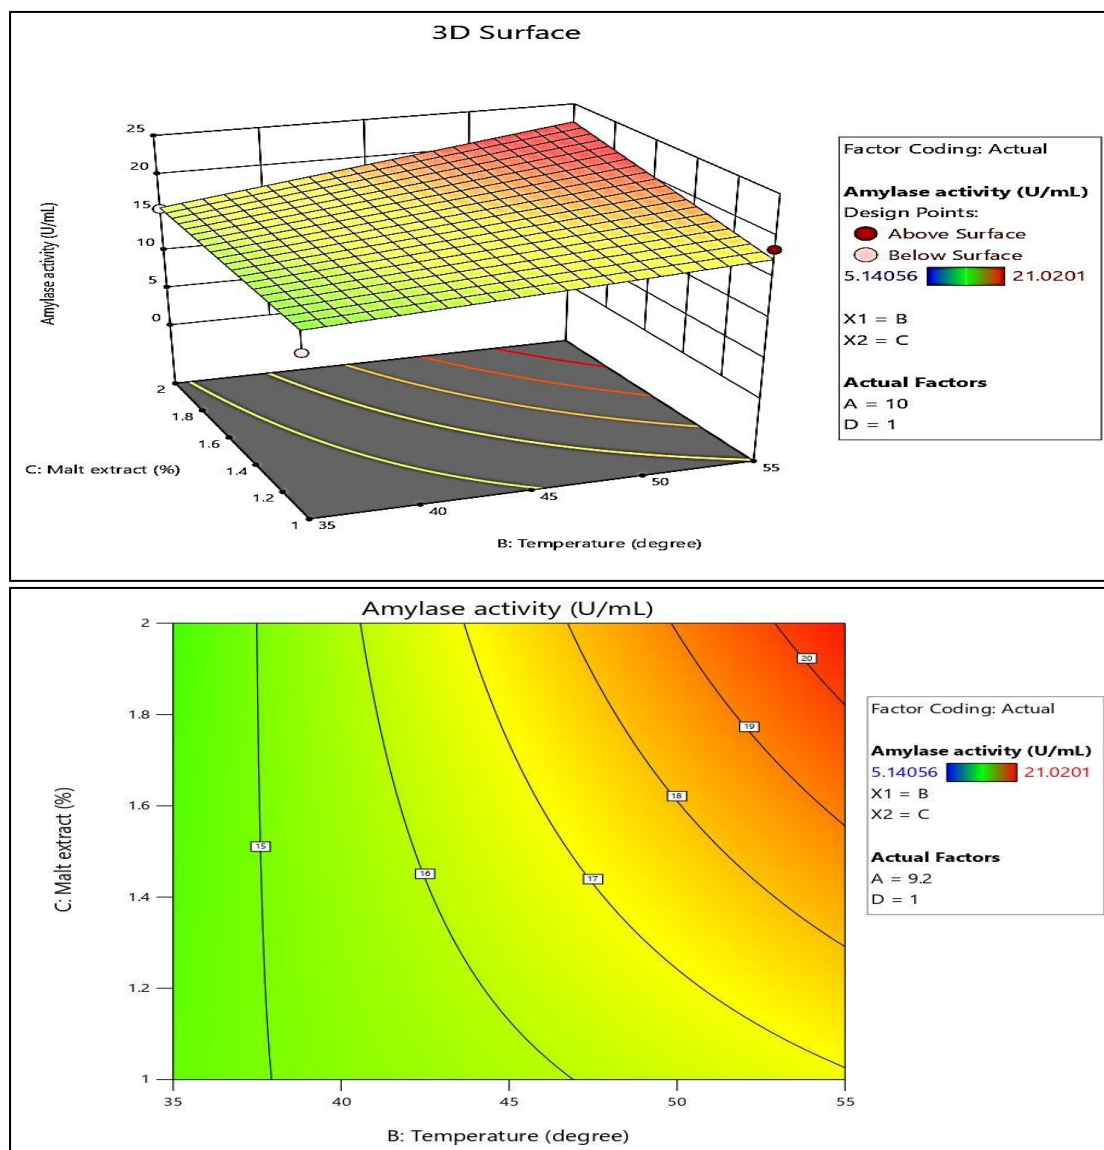 3D Surface
Factor Coding: Actual
Amylase activity (U/mL)
Design Points:
Above Surface
Below Surface
5.14056 21.0201
X1 = B
X2 = C
Actual Factors
A = 10
D = 1
25
20
15
10
5
0
Amylase activity (U/mL)
2
1.8
1.6
1.4
1.2
1
C: Malt extract (%)
35
40
45
50
55
B: Temperature (degree)
Amylase activity (U/mL)
2
1.8
1.6
1.4
1.2
1
C: Malt extract (%)
15
16
17
18
19
20
35 40 45 50 55
B: Temperature (degree)
Factor Coding: Actual
Amylase activity (U/mL)
5.14056 21.0201
X1 = B
X2 = C
Actual Factors
A = 9.2
D = 1